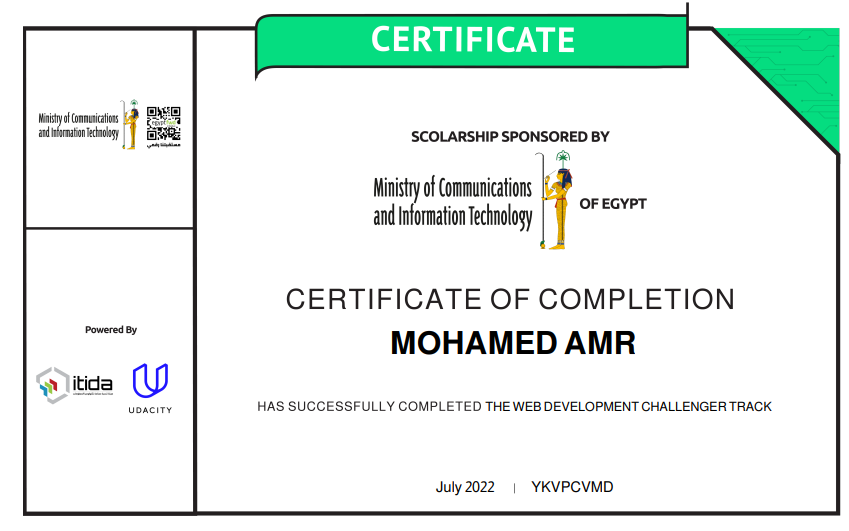 CERTIFICATE
Ministry of Communications
and Information Technology
egypt
مستقبلنا رقمي
SCOLARSHIP SPONSORED BY
Ministry of Communications
and Information Technology
OF EGYPT
CERTIFICATE OF COMPLETION
MOHAMED AMR
HAS SUCCESSFULLY COMPLETED THE WEB DEVELOPMENT CHALLENGER TRACK
Powered By
itida
UDACITY
July 2022 | YKVPCVMD